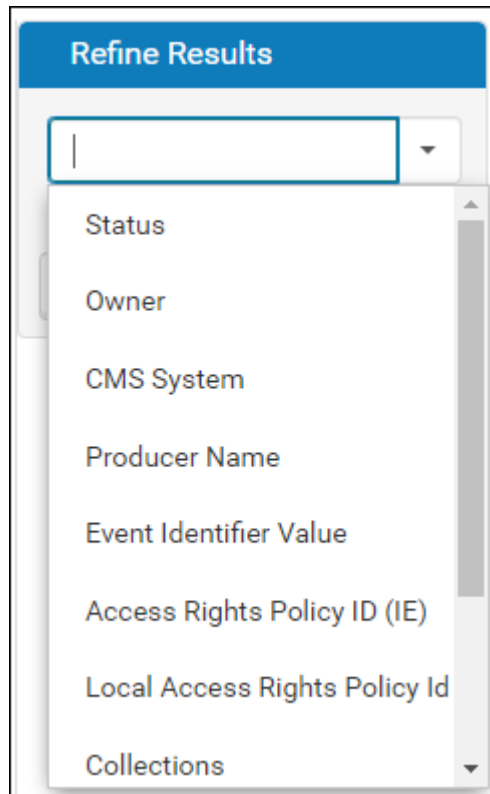 Refine Results
Status
Owner
CMS System
Producer Name
Event Identifier Value
Access Rights Policy ID (IE)
Local Access Rights Policy Id
Collections